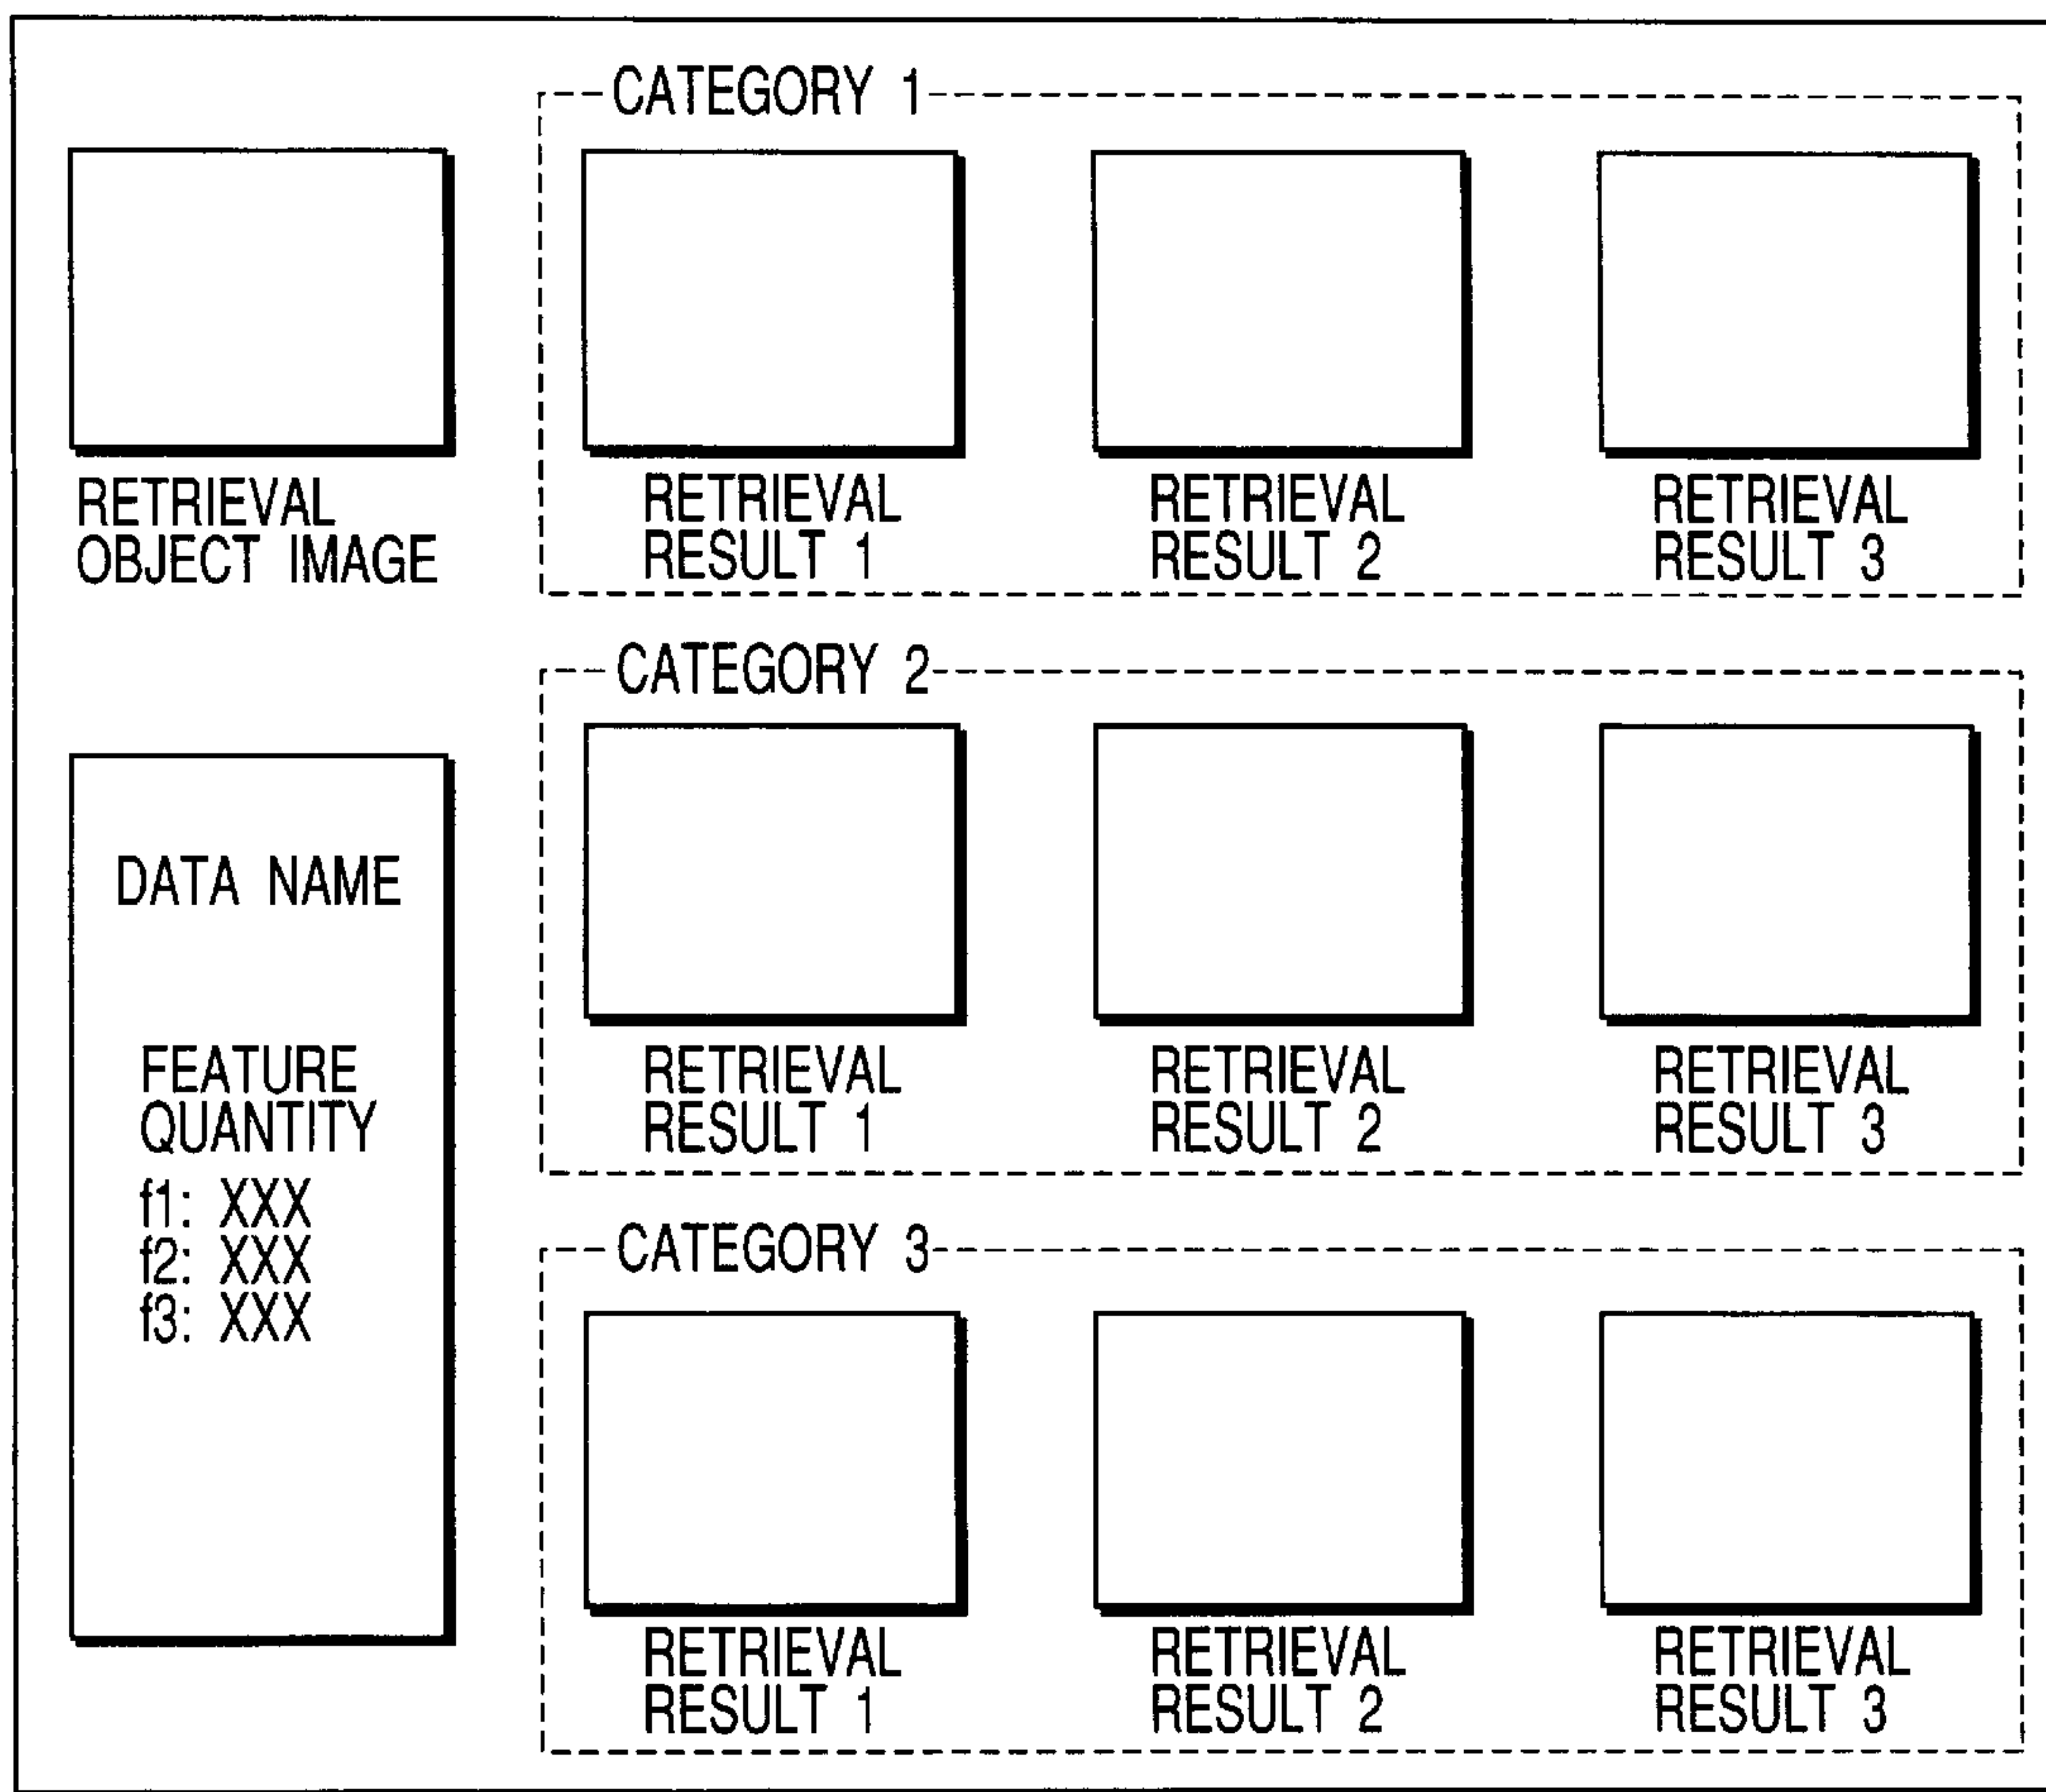 CATEGORY 1
RETRIEVAL
OBJECT IMAGE
RETRIEVAL
RESULT 1
RETRIEVAL
RESULT 2
RETRIEVAL
RESULT 3
DATA NAME
FEATURE
QUANTITY
f1: XXX
f2: XXX
f3: XXX
CATEGORY 2
RETRIEVAL
RESULT 1
RETRIEVAL
RESULT 2
RETRIEVAL
RESULT 3
CATEGORY 3
RETRIEVAL
RESULT 1
RETRIEVAL
RESULT 2
RETRIEVAL
RESULT 3